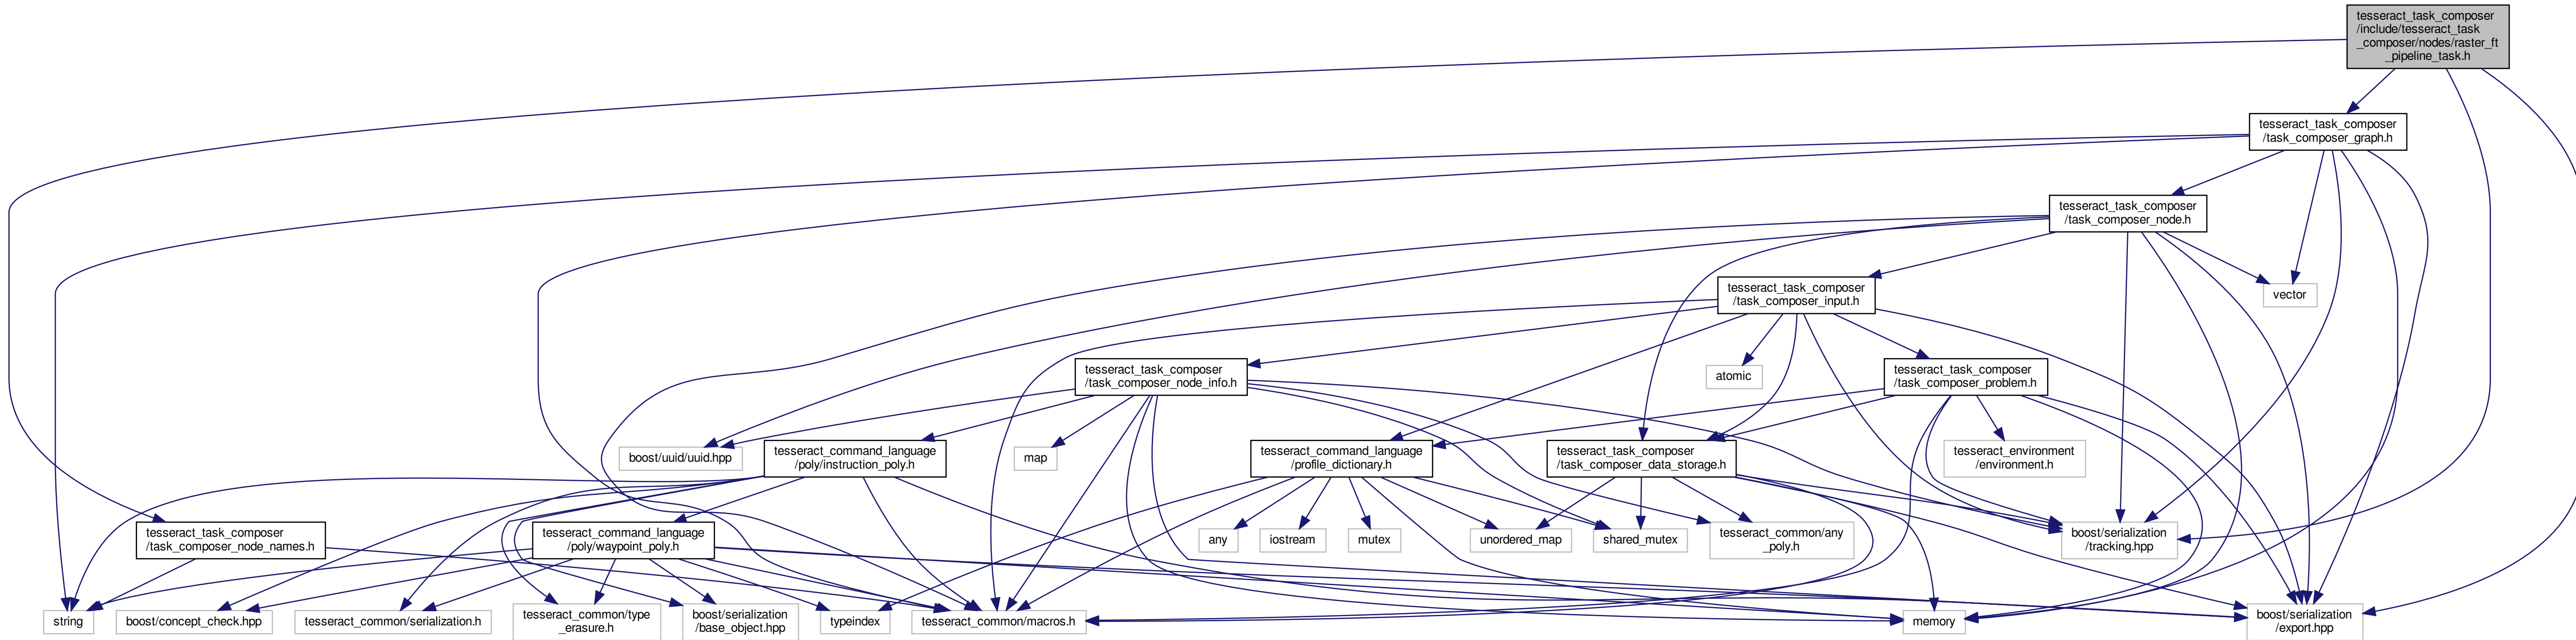 tesseract_task_composer
/include/tesseract_task
_composer/nodes/raster_ft
_pipeline_task.h
tesseract_task_composer
/task_composer_graph.h
tesseract_task_composer
/task_composer_node.h
tesseract_task_composer
/task_composer_input.h
vector
tesseract_task_composer
/task_composer_node_info.h
atomic
tesseract_task_composer
/task_composer_problem.h
boost/uuid/uuid.hpp
tesseract_command_language
/poly/instruction_poly.h
map
tesseract_command_language
/profile_dictionary.h
tesseract_task_composer
/task_composer_data_storage.h
tesseract_environment
/environment.h
tesseract_task_composer
/task_composer_node_names.h
tesseract_command_language
/poly/waypoint_poly.h
any
iostream
mutex
unordered_map
shared_mutex
tesseract_common/any
_poly.h
boost/serialization
/tracking.hpp
string
boost/concept_check.hpp
tesseract_common/serialization.h
tesseract_common/type
_erasure.h
boost/serialization
/base_object.hpp
typeindex
tesseract_common/macros.h
memory
boost/serialization
/export.hpp